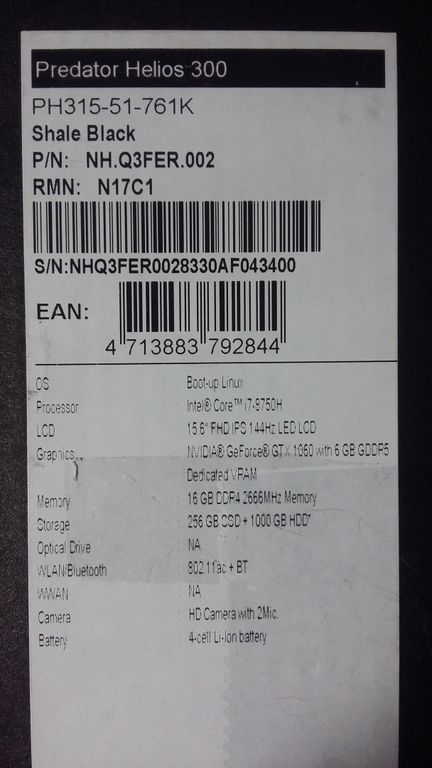 Predator Helios 300
PH315-51-761K
Shale Black
P/N: NH.Q3FER.002
RMN: N17C1
S/N:NHQ3FER0028330AF043400
EAN:
4 713883 792844
OS Boot-up Linux
Processor Intel® Core™ i7-8750H
LCD 15.6" FHD IPS 144Hz LED LCD
Graphics NVIDIA® GeForce® GTX 1060 with 6 GB GDDR5
Dedicated VRAM
Memory 16 GB DDR4 2666MHz Memory
Storage 256 GB SSD + 1000 GB HDD*
Optical Drive NA
WLAN/Bluetooth 802.11ac + BT
WWAN NA
Camera HD Camera with 2Mic.
Battery 4-cell Li-Ion battery